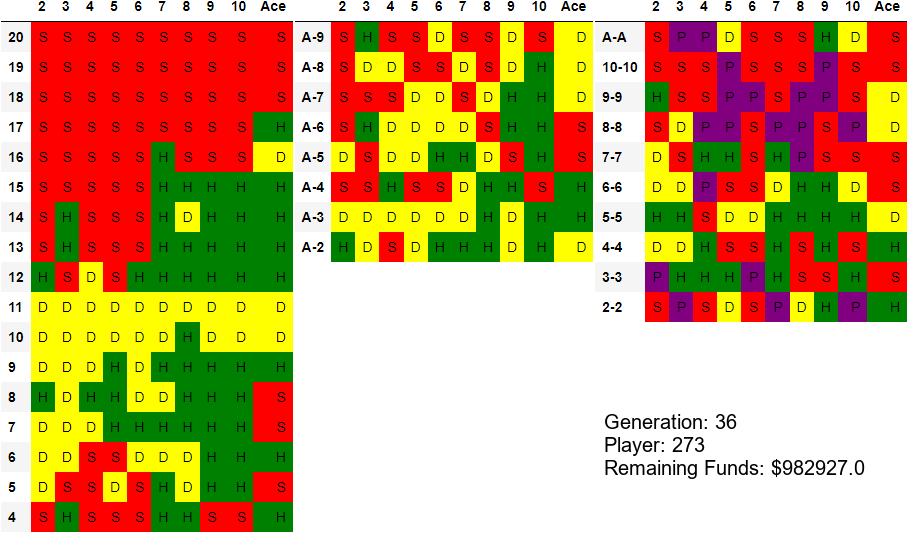 2 3 4 5 6 7 8 9 10 Ace
20 S S S S S S S S S S
19 S S S S S S S S S S
18 S S S S S S S S S S
17 S S S S S S S S S H
16 S S S S S H S S S D
15 S S S S S H H H H H
14 S H S S S H D H H H
13 S H S S S H H H H H
12 H S D S H H H H H H
11 D D D D D D D D D D
10 D D D D D D H D D D
9 D D D H D H H H H H
8 H D H H D D H H H S
7 D D D H H H H H H S
6 D D S S D D D H H H
5 D S S D S H D H H S
4 S H S S S H H S S H
2 3 4 5 6 7 8 9 10 Ace
A-9 S H S S D S S D S D
A-8 S D D S S D S D H D
A-7 S S S D D S D H H D
A-6 S H D D D D S H H S
A-5 D S D D H H D S H S
A-4 S S H S S D H H S H
A-3 D D D D D D H D H H
A-2 H D S D H H H D H D
2 3 4 5 6 7 8 9 10 Ace
A-A S P P D S S S H D S
10-10 S S S P S S S P S S
9-9 H S S P P S P P S D
8-8 S D P P S P P S P D
7-7 D S H H S H P S S S
6-6 D D P S S D H H D S
5-5 H H S D D H H H H D
4-4 D D H S S H S H S H
3-3 P H H H P H S S H S
2-2 S P S D S P D H P H
Generation: 36
Player: 273
Remaining Funds: $982927.0